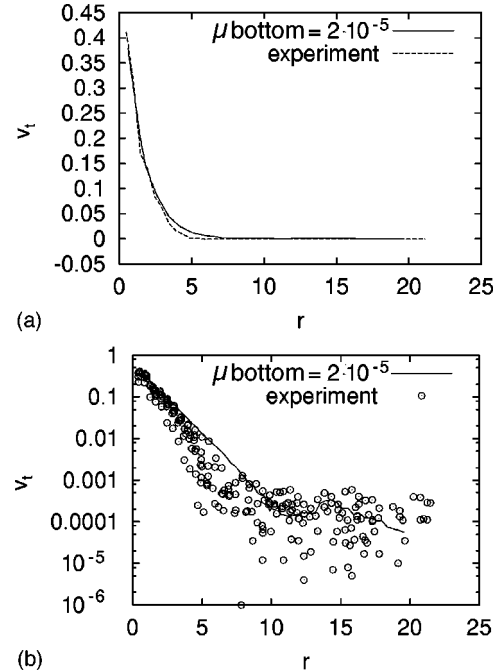 0.45
μ bottom = 2·10⁻⁵
0.4
experiment
0.35
0.3
0.25
v_t
0.2
0.15
0.1
0.05
0
-0.05
0 5 10 15 20 25
(a)
r
1
μ bottom = 2·10⁻⁵
experiment
0.1
0.01
v_t
0.001
0.0001
10⁻⁵
10⁻⁶
0 5 10 15 20 25
(b)
r